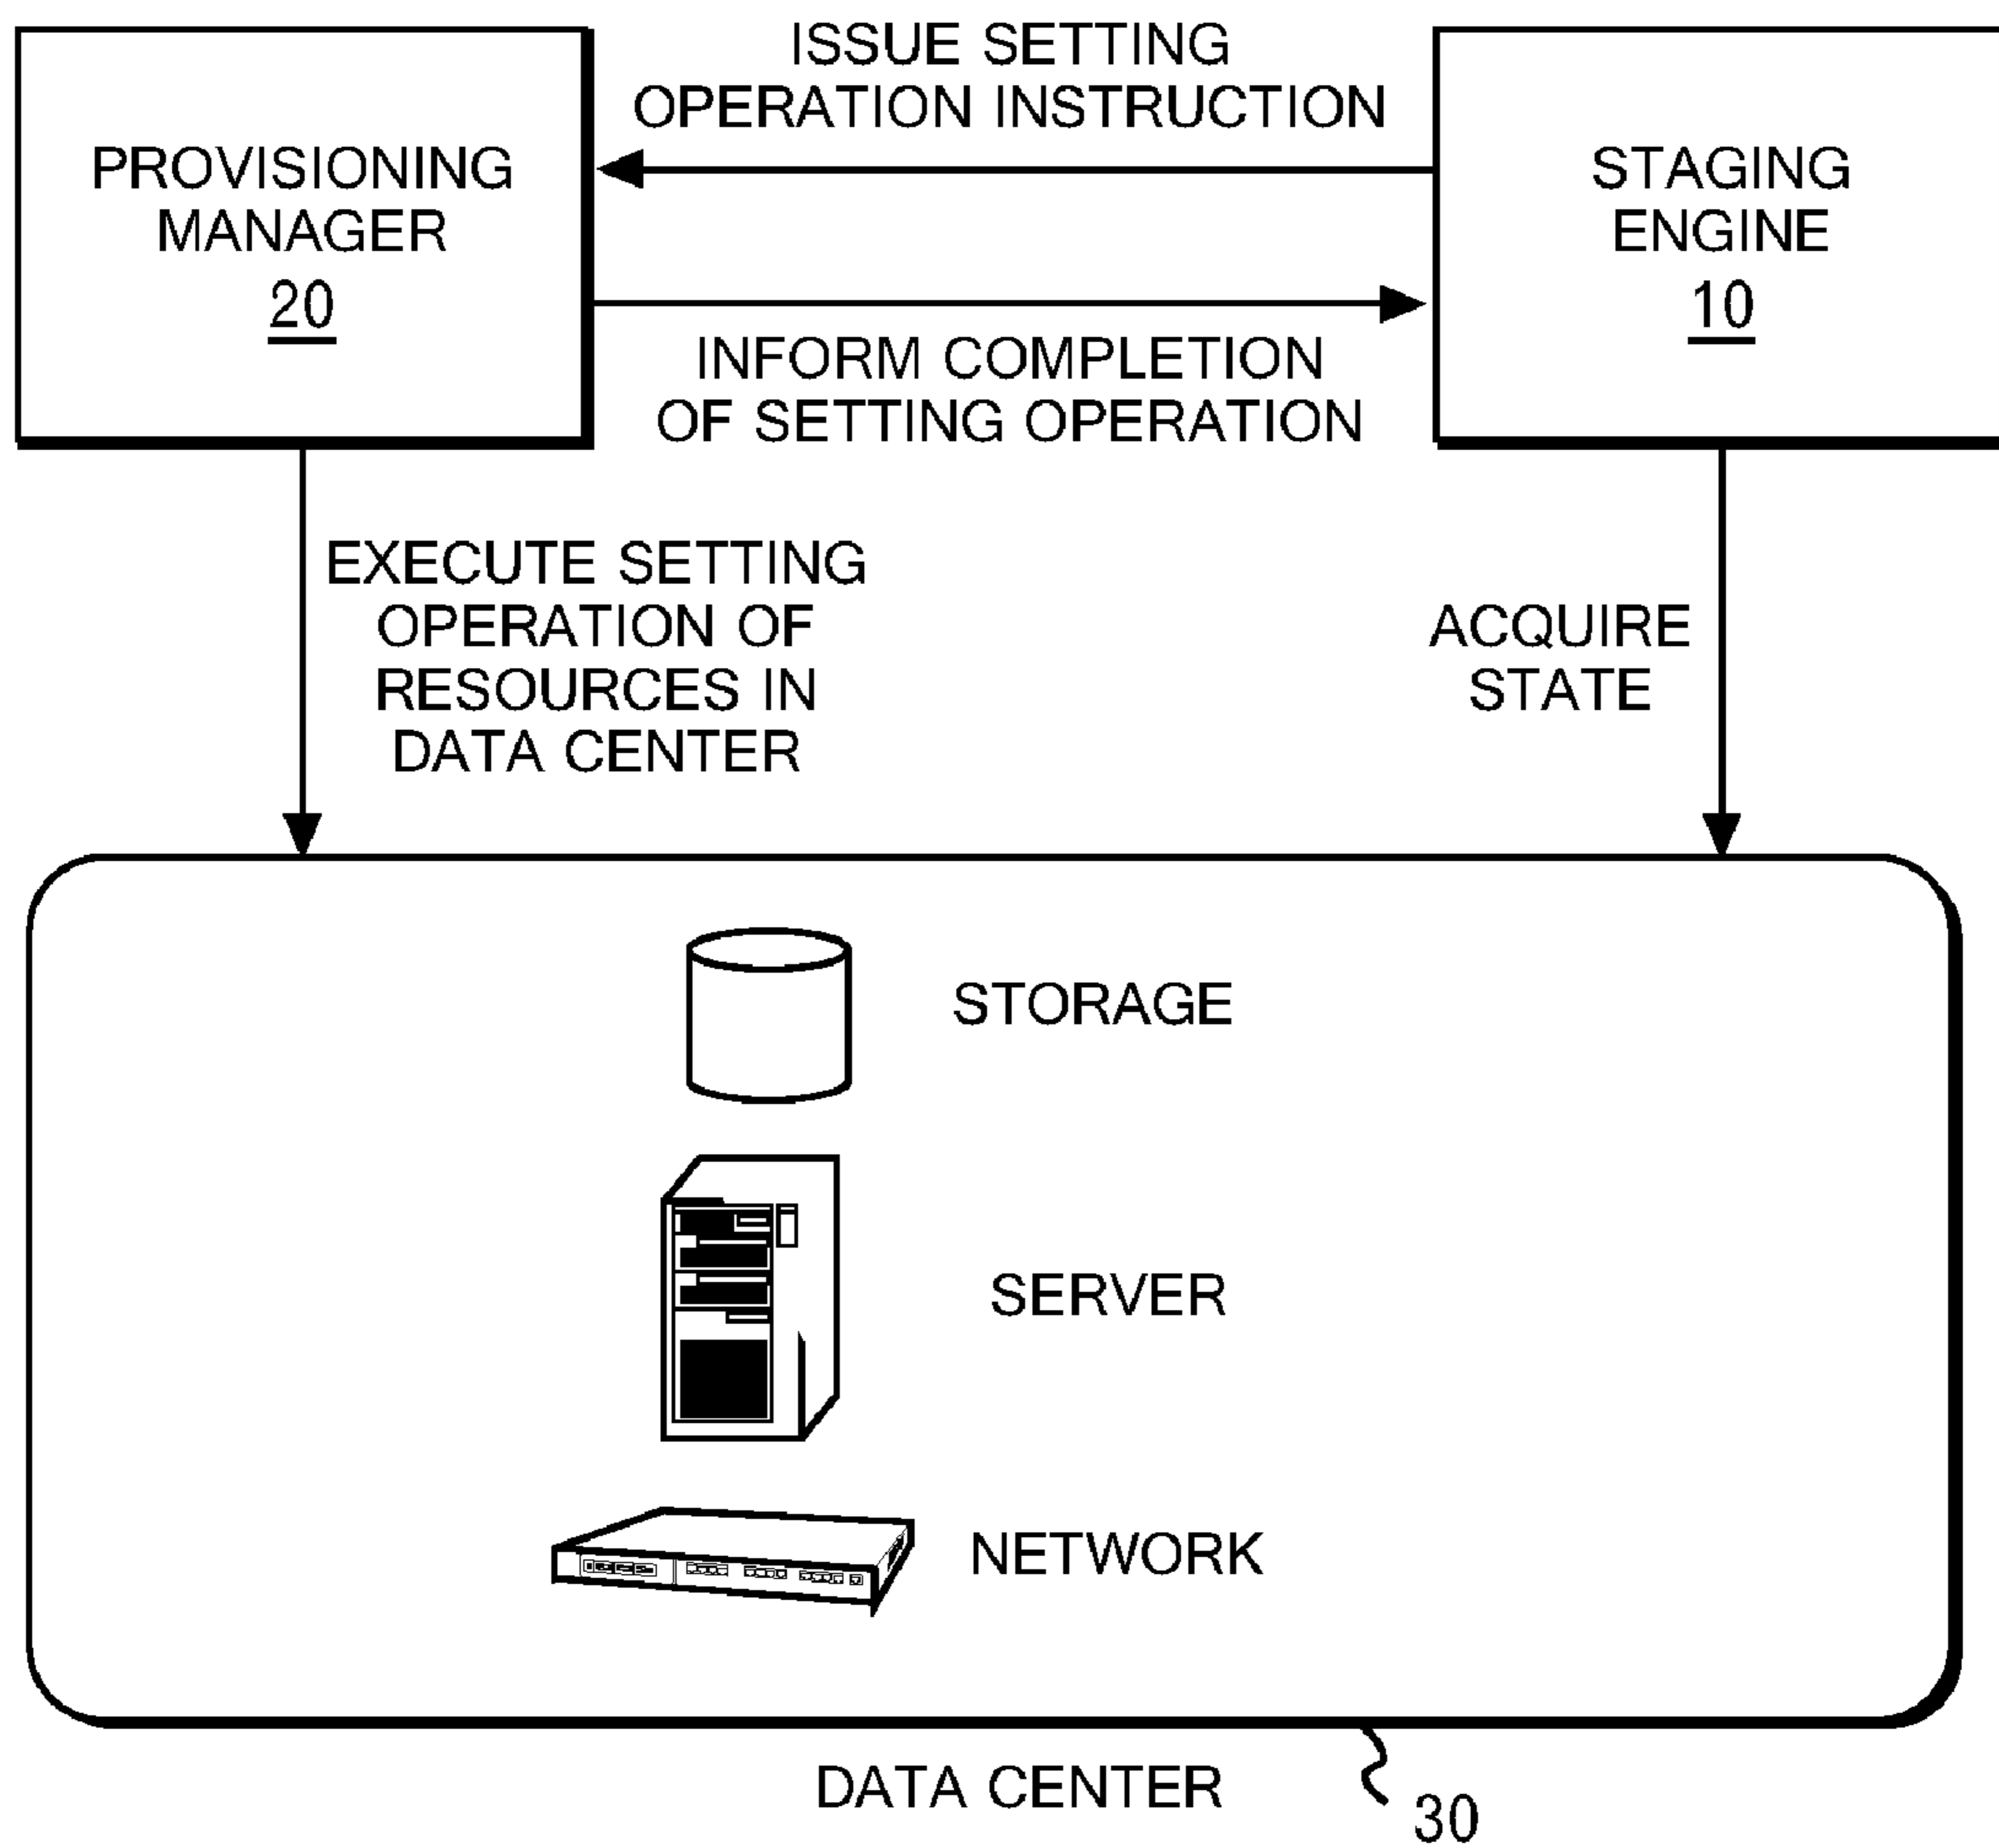 ISSUE SETTING
OPERATION INSTRUCTION
PROVISIONING
MANAGER
20
STAGING
ENGINE
10
INFORM COMPLETION
OF SETTING OPERATION
EXECUTE SETTING
OPERATION OF
RESOURCES IN
DATA CENTER
ACQUIRE
STATE
STORAGE
SERVER
NETWORK
DATA CENTER
30